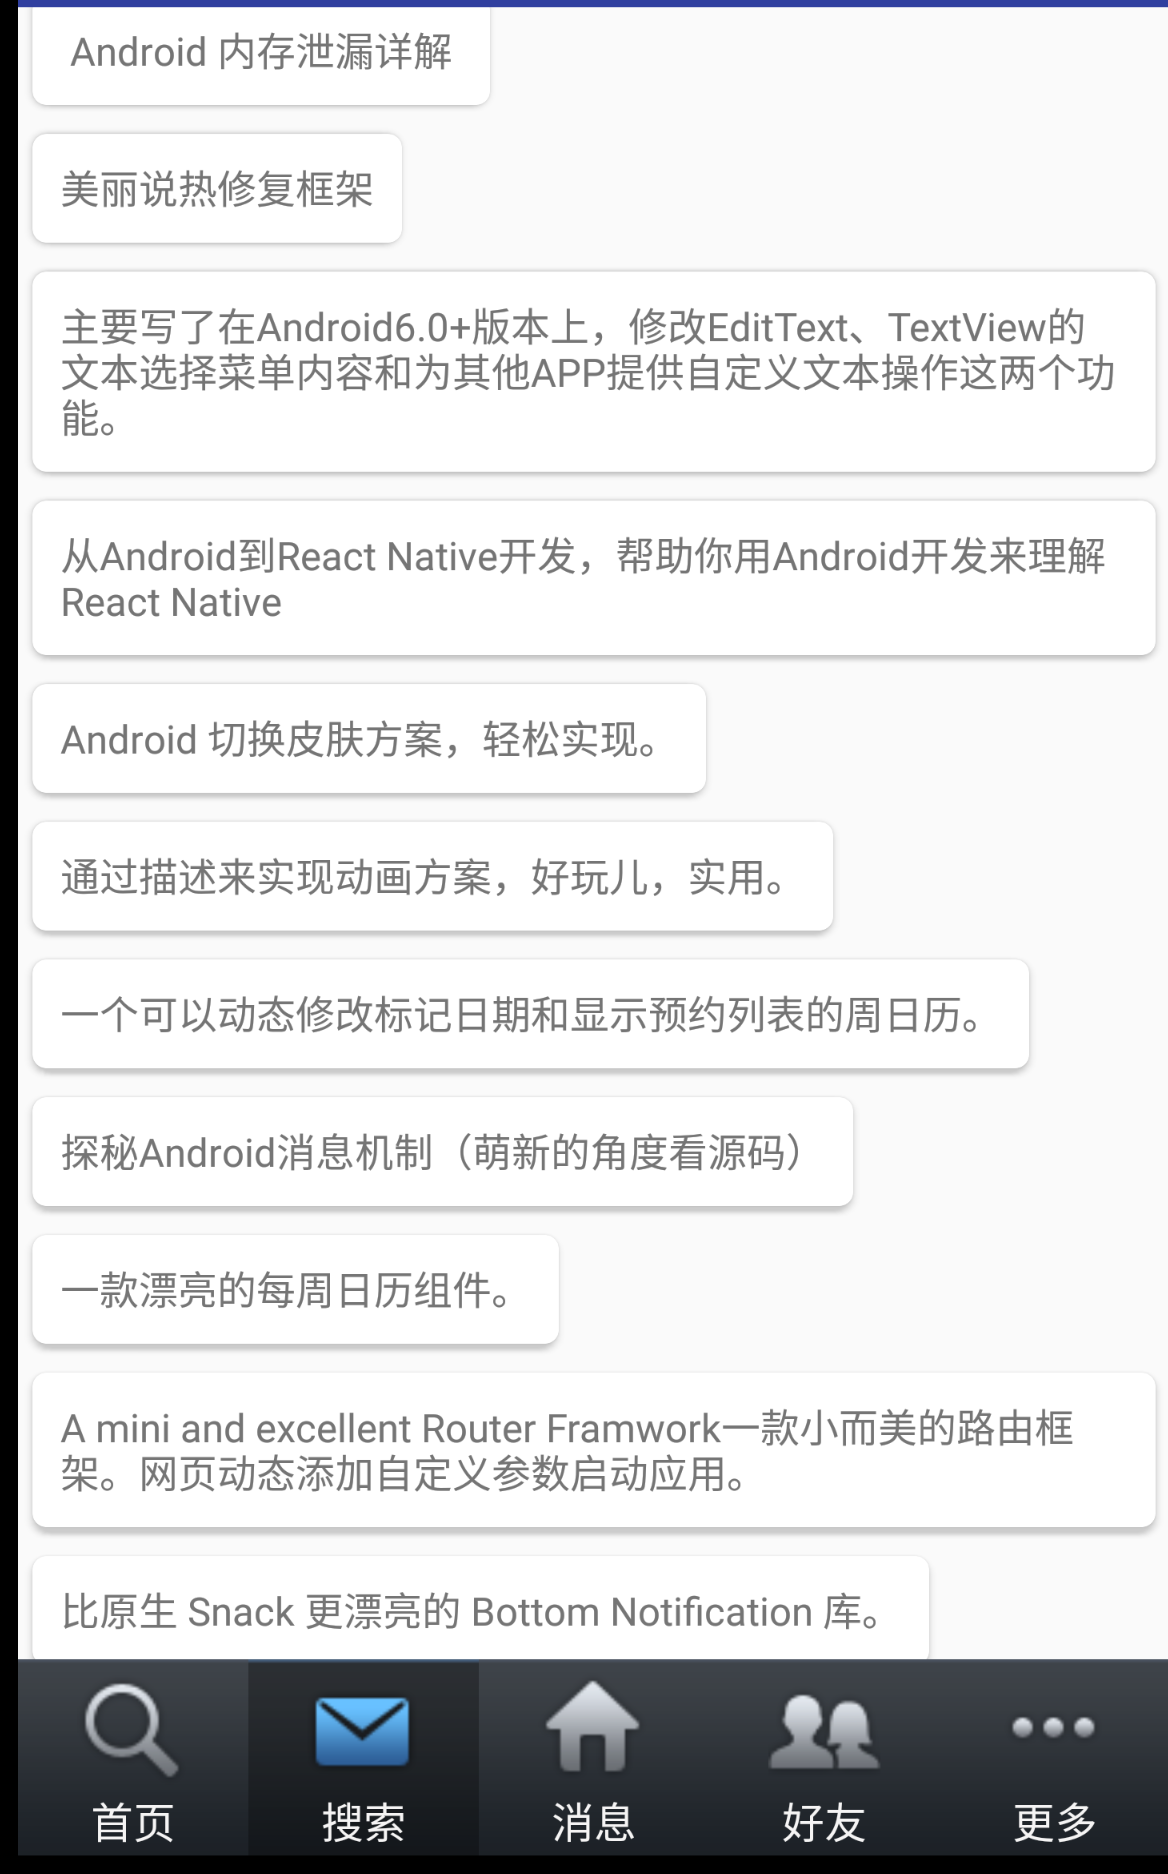 Android 内存泄漏详解
美丽说热修复框架
主要写了在Android6.0+版本上，修改EditText、TextView的
文本选择菜单内容和为其他APP提供自定义文本操作这两个功
能。
从Android到React Native开发，帮助你用Android开发来理解
React Native
Android 切换皮肤方案，轻松实现。
通过描述来实现动画方案，好玩儿，实用。
一个可以动态修改标记日期和显示预约列表的周日历。
探秘Android消息机制（萌新的角度看源码）
一款漂亮的每周日历组件。
A mini and excellent Router Framwork一款小而美的路由框
架。网页动态添加自定义参数启动应用。
比原生 Snack 更漂亮的 Bottom Notification 库。
首页 搜索 消息 好友 更多